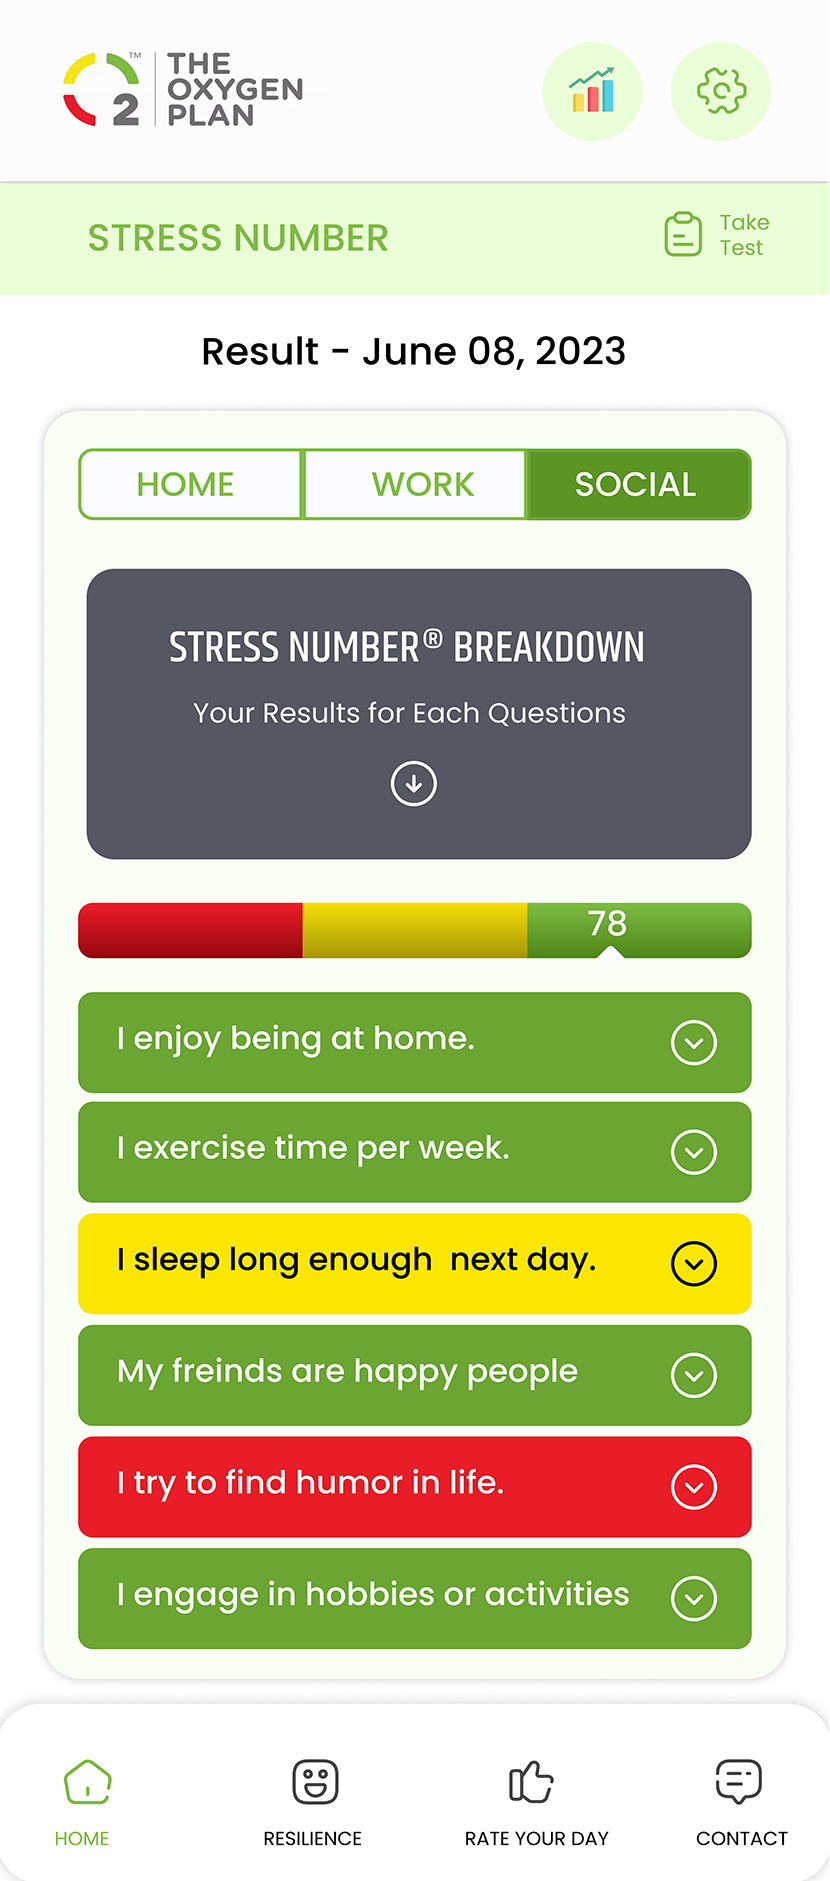 2 ™
THE
OXYGEN
PLAN
STRESS NUMBER
Take
Test
Result - June 08, 2023
HOME
WORK
SOCIAL
STRESS NUMBER® BREAKDOWN
Your Results for Each Questions
78
I enjoy being at home.
I exercise time per week.
I sleep long enough  next day.
My freinds are happy people
I try to find humor in life.
I engage in hobbies or activities
HOME
RESILIENCE
RATE YOUR DAY
CONTACT